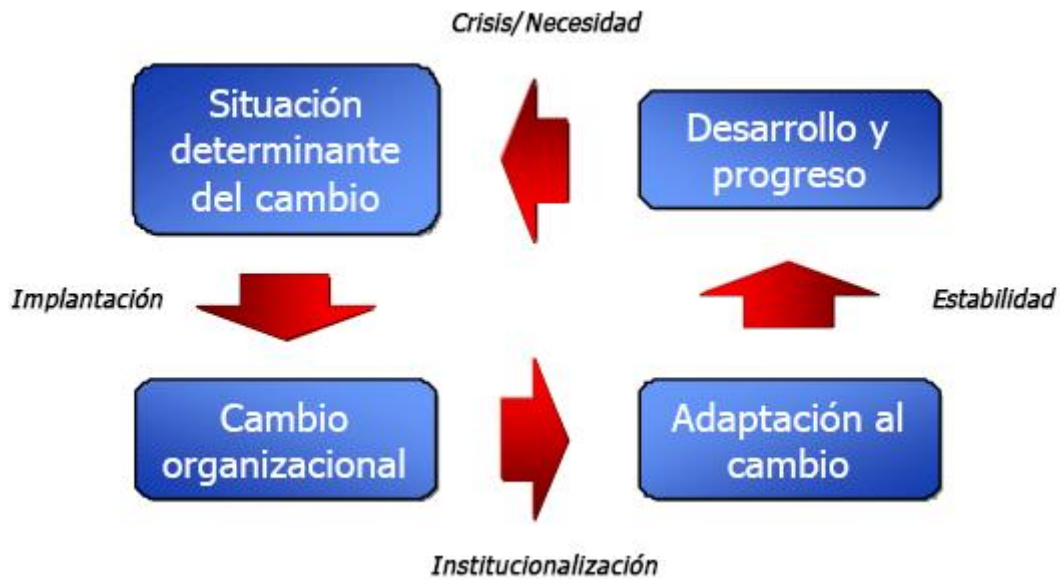 Crisis/Necesidad
Situación
determinante
del cambio
Desarrollo y
progreso
Implantación
Estabilidad
Cambio
organizacional
Adaptación al
cambio
Institucionalización